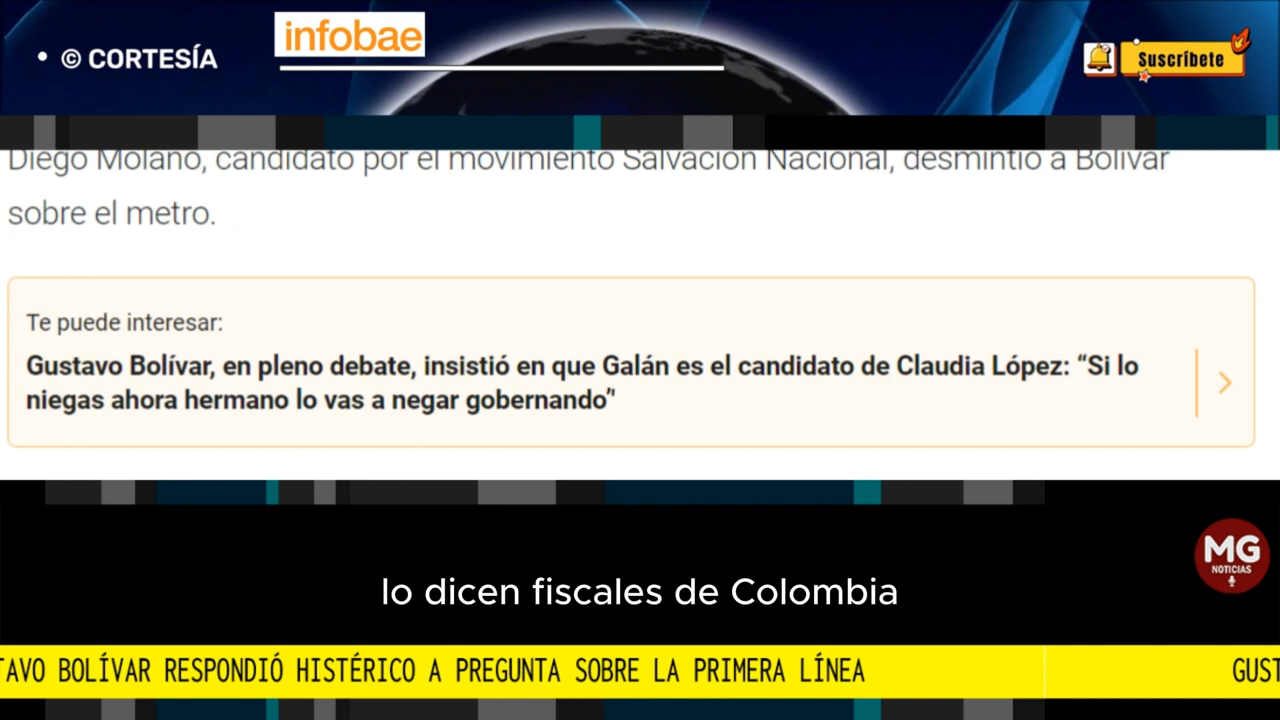 • © CORTESÍA
infobae
Suscríbete
Diego Molano, candidato por el movimiento Salvación Nacional, desmintió a Bolívar
sobre el metro.
Te puede interesar:
Gustavo Bolívar, en pleno debate, insistió en que Galán es el candidato de Claudia López: “Si lo
niegas ahora hermano lo vas a negar gobernando”
MG
NOTICIAS
lo dicen fiscales de Colombia
TAVO BOLÍVAR RESPONDIÓ HISTÉRICO A PREGUNTA SOBRE LA PRIMERA LÍNEA
GUST